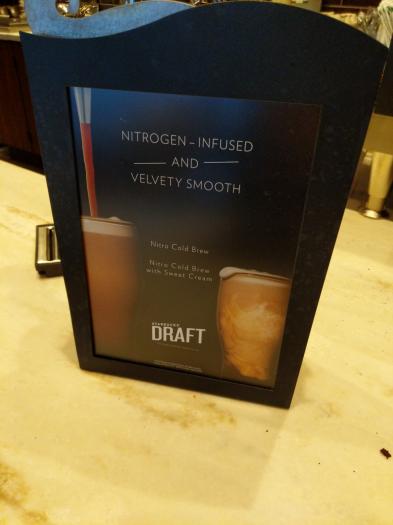 NITROGEN-INFUSED
AND
VELVETY SMOOTH
Nitro Cold Brew
Nitro Cold Brew
with Sweet Cream
STARBUCKS
DRAFT